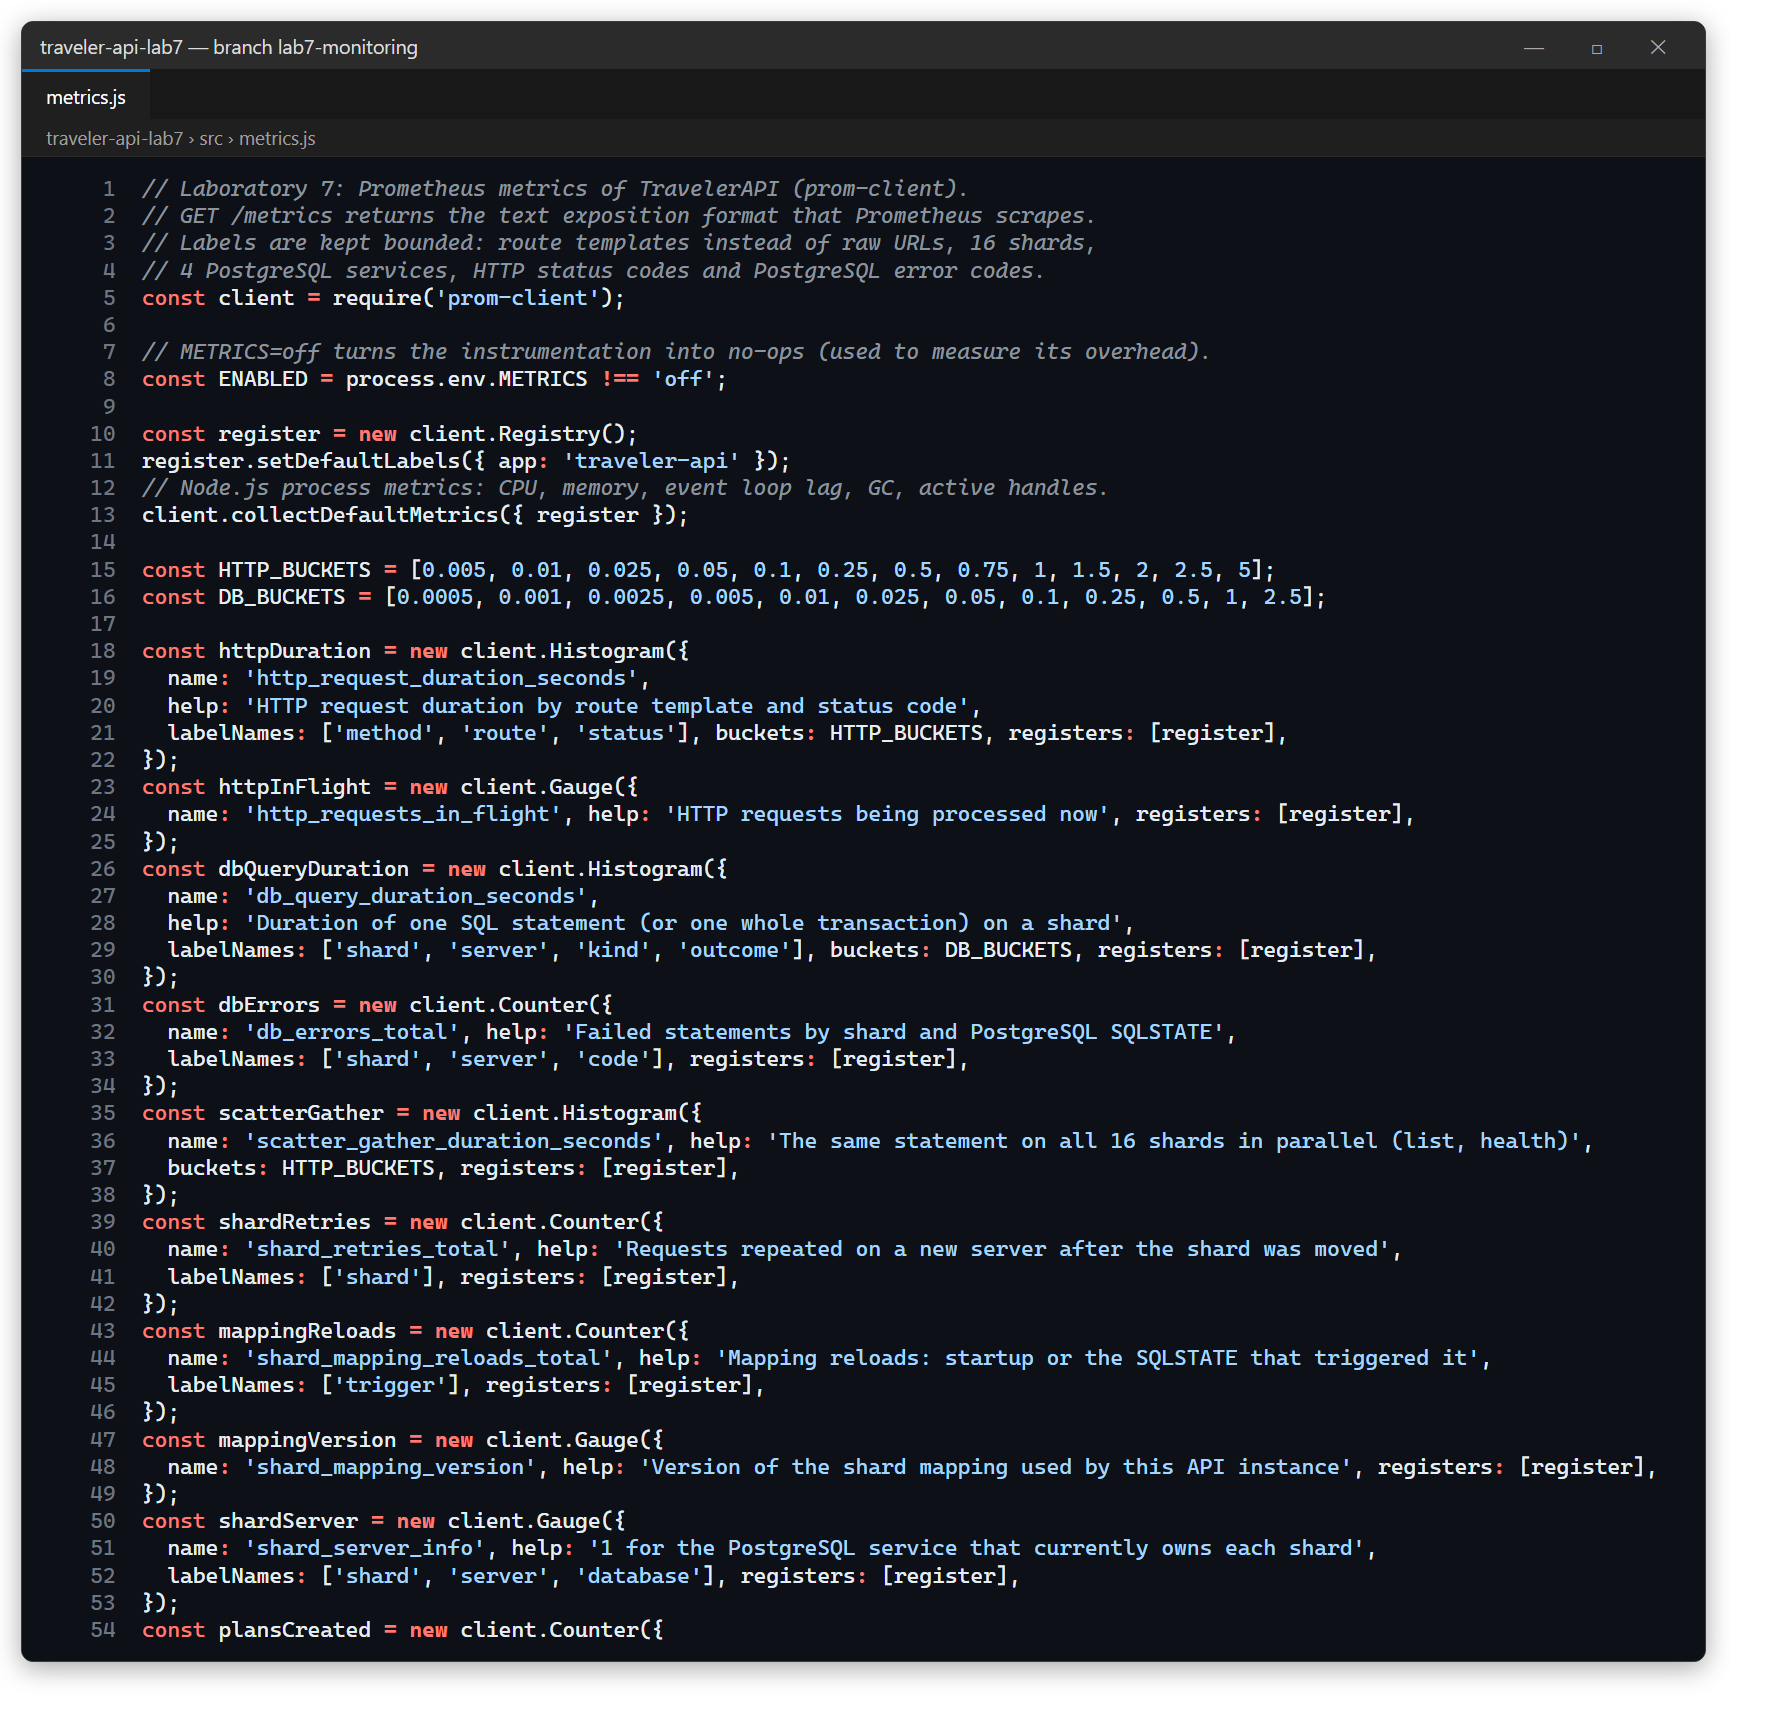 traveler-api-lab7 — branch lab7-monitoring
metrics.js
traveler-api-lab7 › src › metrics.js
1 // Laboratory 7: Prometheus metrics of TravelerAPI (prom-client).
2 // GET /metrics returns the text exposition format that Prometheus scrapes.
3 // Labels are kept bounded: route templates instead of raw URLs, 16 shards,
4 // 4 PostgreSQL services, HTTP status codes and PostgreSQL error codes.
5 const client = require('prom-client');
6
7 // METRICS=off turns the instrumentation into no-ops (used to measure its overhead).
8 const ENABLED = process.env.METRICS !== 'off';
9
10 const register = new client.Registry();
11 register.setDefaultLabels({ app: 'traveler-api' });
12 // Node.js process metrics: CPU, memory, event loop lag, GC, active handles.
13 client.collectDefaultMetrics({ register });
14
15 const HTTP_BUCKETS = [0.005, 0.01, 0.025, 0.05, 0.1, 0.25, 0.5, 0.75, 1, 1.5, 2, 2.5, 5];
16 const DB_BUCKETS = [0.0005, 0.001, 0.0025, 0.005, 0.01, 0.025, 0.05, 0.1, 0.25, 0.5, 1, 2.5];
17
18 const httpDuration = new client.Histogram({
19   name: 'http_request_duration_seconds',
20   help: 'HTTP request duration by route template and status code',
21   labelNames: ['method', 'route', 'status'], buckets: HTTP_BUCKETS, registers: [register],
22 });
23 const httpInFlight = new client.Gauge({
24   name: 'http_requests_in_flight', help: 'HTTP requests being processed now', registers: [register],
25 });
26 const dbQueryDuration = new client.Histogram({
27   name: 'db_query_duration_seconds',
28   help: 'Duration of one SQL statement (or one whole transaction) on a shard',
29   labelNames: ['shard', 'server', 'kind', 'outcome'], buckets: DB_BUCKETS, registers: [register],
30 });
31 const dbErrors = new client.Counter({
32   name: 'db_errors_total', help: 'Failed statements by shard and PostgreSQL SQLSTATE',
33   labelNames: ['shard', 'server', 'code'], registers: [register],
34 });
35 const scatterGather = new client.Histogram({
36   name: 'scatter_gather_duration_seconds', help: 'The same statement on all 16 shards in parallel (list, health)',
37   buckets: HTTP_BUCKETS, registers: [register],
38 });
39 const shardRetries = new client.Counter({
40   name: 'shard_retries_total', help: 'Requests repeated on a new server after the shard was moved',
41   labelNames: ['shard'], registers: [register],
42 });
43 const mappingReloads = new client.Counter({
44   name: 'shard_mapping_reloads_total', help: 'Mapping reloads: startup or the SQLSTATE that triggered it',
45   labelNames: ['trigger'], registers: [register],
46 });
47 const mappingVersion = new client.Gauge({
48   name: 'shard_mapping_version', help: 'Version of the shard mapping used by this API instance', registers: [register],
49 });
50 const shardServer = new client.Gauge({
51   name: 'shard_server_info', help: '1 for the PostgreSQL service that currently owns each shard',
52   labelNames: ['shard', 'server', 'database'], registers: [register],
53 });
54 const plansCreated = new client.Counter({